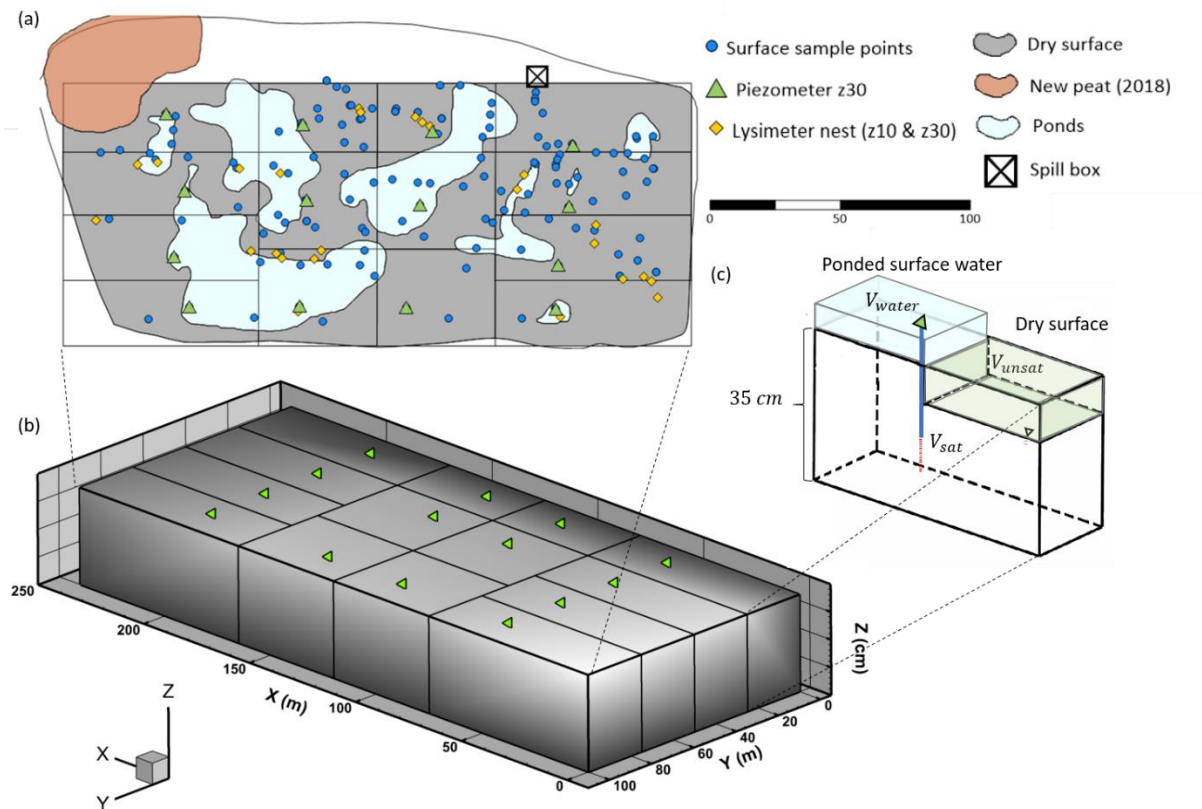 (a)
Surface sample points
Piezometer z30
Lysimeter nest (z10 & z30)
Dry surface
New peat (2018)
Ponds
Spill box
0 50 100
(c)
Ponded surface water
V_water
Dry surface
V_unsat
35 cm
V_sat
(b)
250
200
150
X (m)
100
50
0
100
80
60
Y (m)
40
20
0
Z (cm)
Z
X
Y